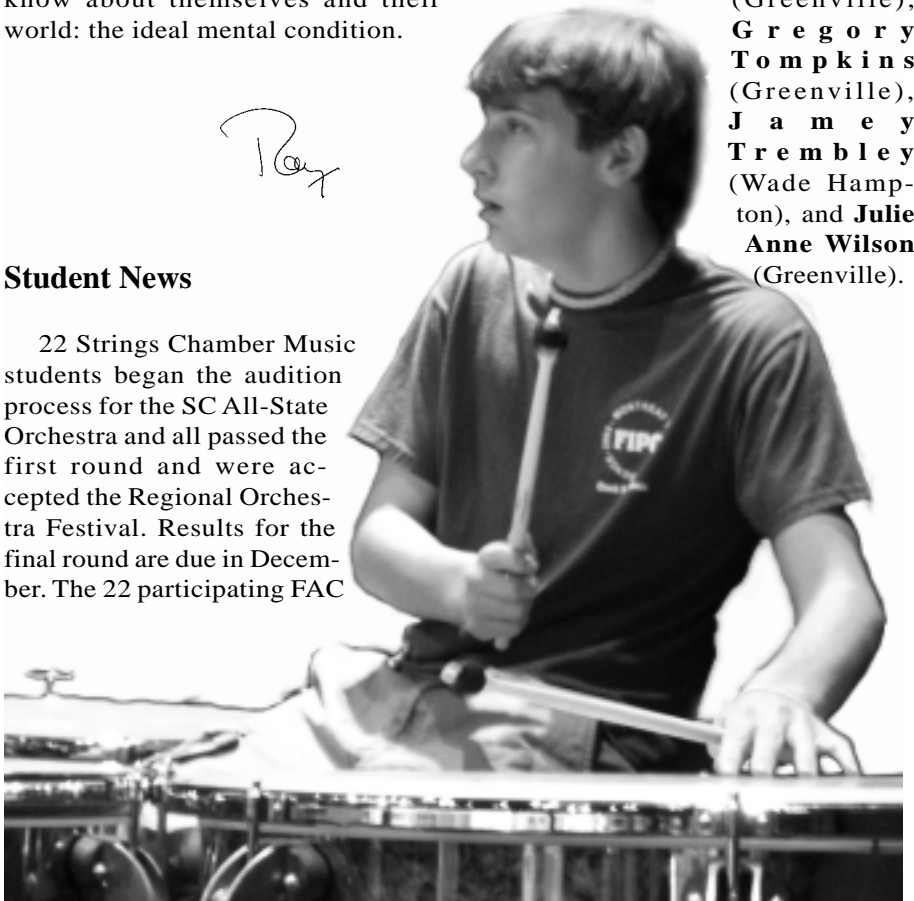 know about themselves and their
world: the ideal mental condition.
Ray
Student News
22 Strings Chamber Music
students began the audition
process for the SC All-State
Orchestra and all passed the
first round and were ac-
cepted the Regional Orches-
tra Festival. Results for the
final round are due in Decem-
ber. The 22 participating FAC
(Greenville),
Gregory
Tompkins
(Greenville),
Jamey
Trembley
(Wade Hamp-
ton), and Julie
Anne Wilson
(Greenville).